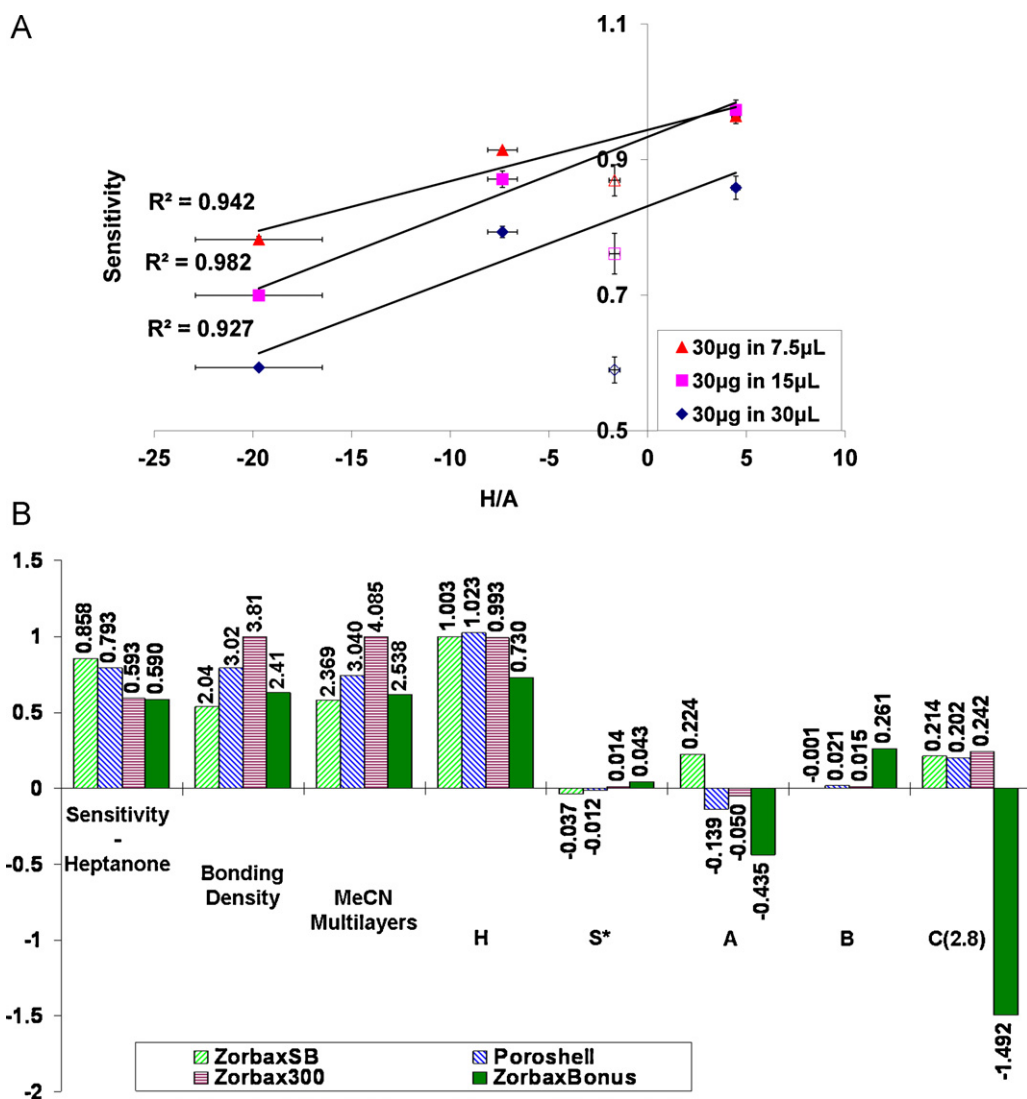 A
1.1
0.9
0.7
0.5
Sensitivity
R² = 0.942
R² = 0.982
R² = 0.927
30µg in 7.5µL
30µg in 15µL
30µg in 30µL
-25 -20 -15 -10 -5 0 5 10
H/A
B
1.5
1
0.5
0
-0.5
-1
-1.5
-2
0.858 0.793 0.593 0.590
2.04 3.02 3.81 2.41
2.369 3.040 4.085 2.538
1.003 1.023 0.993 0.730
-0.037 -0.012 0.014 0.043
0.224 -0.139 -0.050 -0.435
-0.001 0.021 0.015 0.261
0.214 0.202 0.242 -1.492
Sensitivity
-
Heptanone
Bonding
Density
MeCN
Multilayers
H
S*
A
B
C(2.8)
ZorbaxSB Poroshell
Zorbax300 ZorbaxBonus